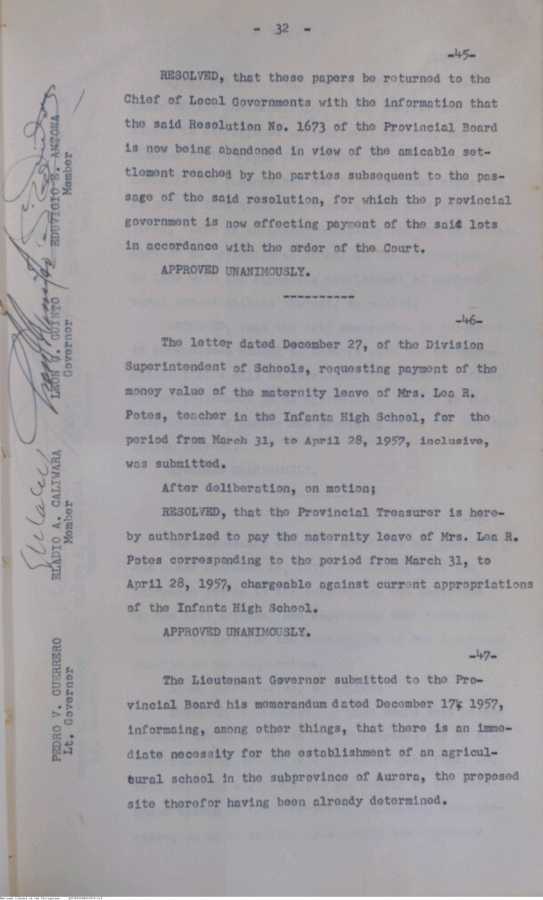 - 32 -
-45-
RESOLVED, that these papers be returned to the
Chief of Local Governments with the information that
the said Resolution No. 1673 of the Provincial Board
is now being abandoned in view of the amicable set-
tlement reached by the parties subsequent to the pas-
sage of the said resolution, for which the p rovincial
government is now effecting payment of the said lots
in accordance with the order of the Court.
APPROVED UNANIMOUSLY.
----------
-46-
The letter dated December 27, of the Division
Superintendent of Schools, requesting payment of the
money value of the maternity leave of Mrs. Lea R.
Potes, teacher in the Infanta High School, for the
period from March 31, to April 28, 1957, inclusive,
was submitted.
After deliberation, on motion;
RESOLVED, that the Provincial Treasurer is here-
by authorized to pay the maternity leave of Mrs. Lea R.
Potes corresponding to the period from March 31, to
April 28, 1957, chargeable against current appropriations
of the Infanta High School.
APPROVED UNANIMOUSLY.
-47-
The Lieutenant Governor submitted to the Pro-
vincial Board his memorandum dated December 17, 1957,
informaing, among other things, that there is an imme-
diate necessity for the establishment of an agricul-
tural school in the subprovince of Aurora, the proposed
site therefor having been already determined.
PEDRO V. GUERRERO
Lt. Governor
ELADIO A. CALIWARA
Member
LEON G. GUINTO
Governor
EDUVIGIO E. ANZONA
Member